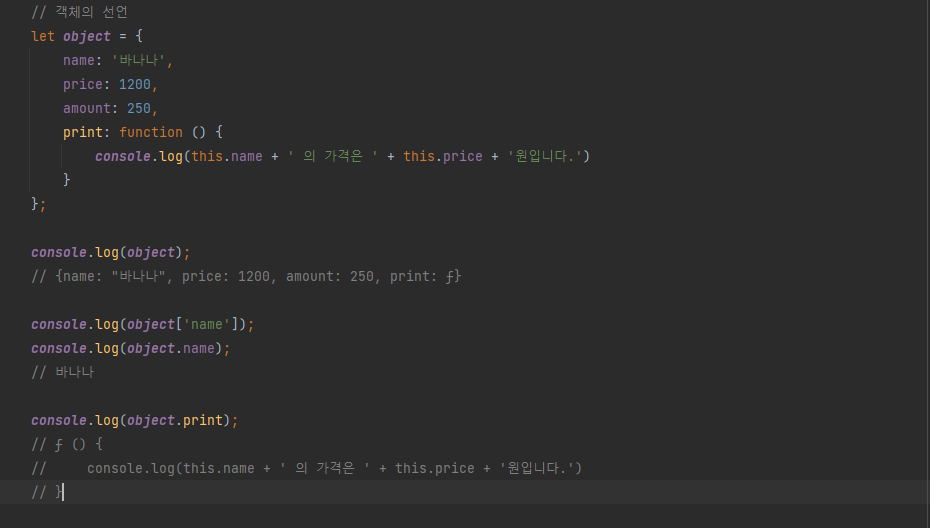 // 객체의 선언
let object = {
    name: '바나나',
    price: 1200,
    amount: 250,
    print: function () {
        console.log(this.name + ' 의 가격은 ' + this.price + '원입니다.')
    }
};
console.log(object);
// {name: "바나나", price: 1200, amount: 250, print: ƒ}
console.log(object['name']);
console.log(object.name);
// 바나나
console.log(object.print);
// ƒ () {
//     console.log(this.name + ' 의 가격은 ' + this.price + '원입니다.')
// }